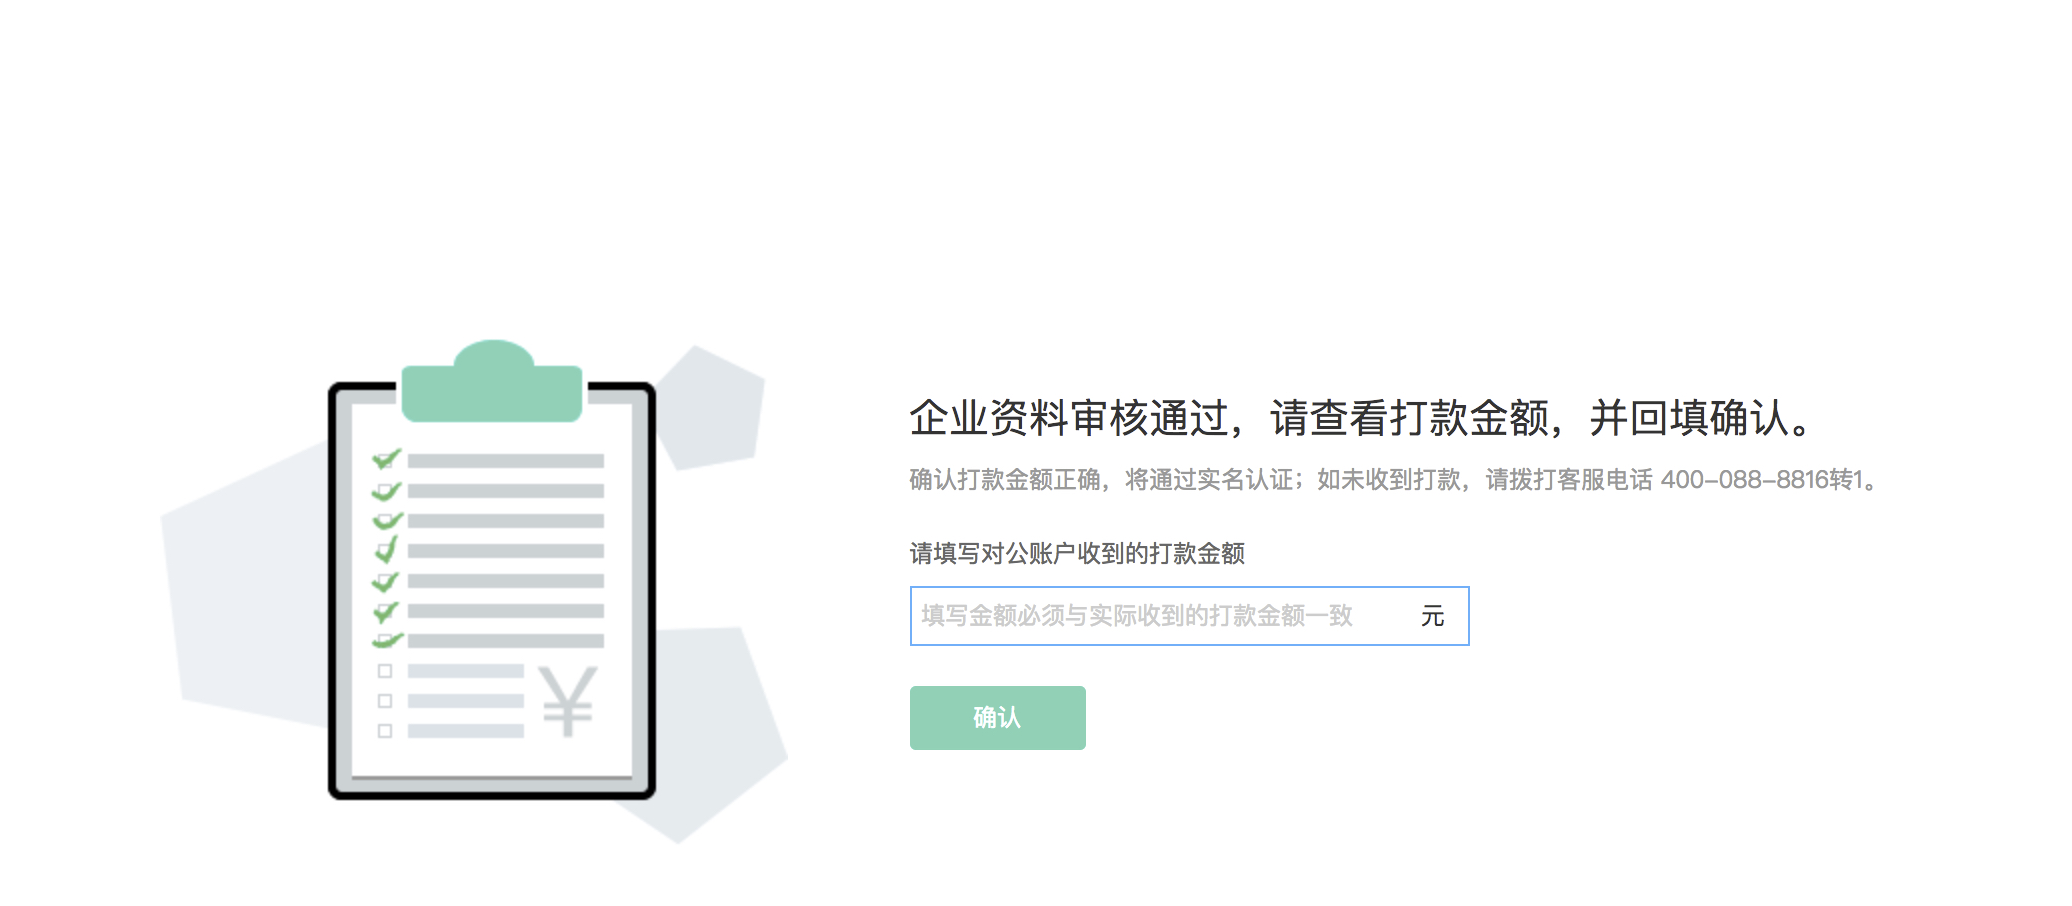 企业资料审核通过，请查看打款金额，并回填确认。
确认打款金额正确，将通过实名认证；如未收到打款，请拨打客服电话 400-088-8816转1。
请填写对公账户收到的打款金额
填写金额必须与实际收到的打款金额一致 元
确认
¥